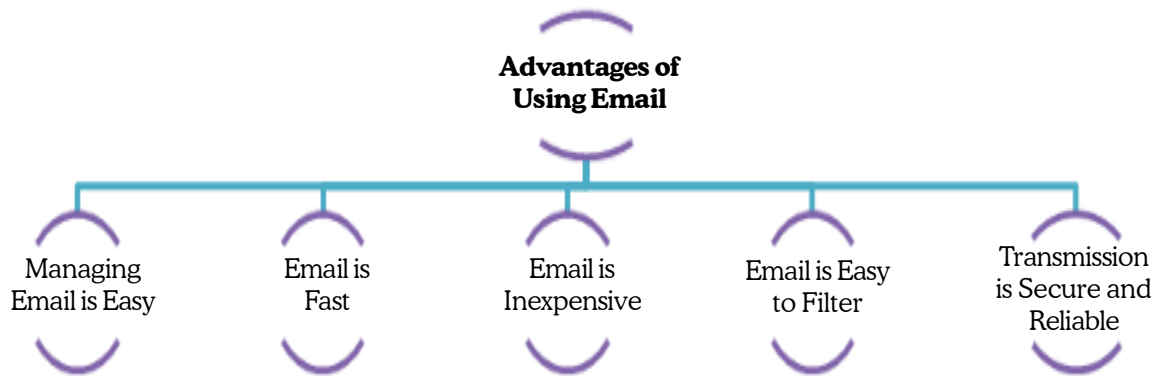 Advantages of
Using Email
Managing
Email is Easy
Email is
Fast
Email is
Inexpensive
Email is Easy
to Filter
Transmission
is Secure and
Reliable